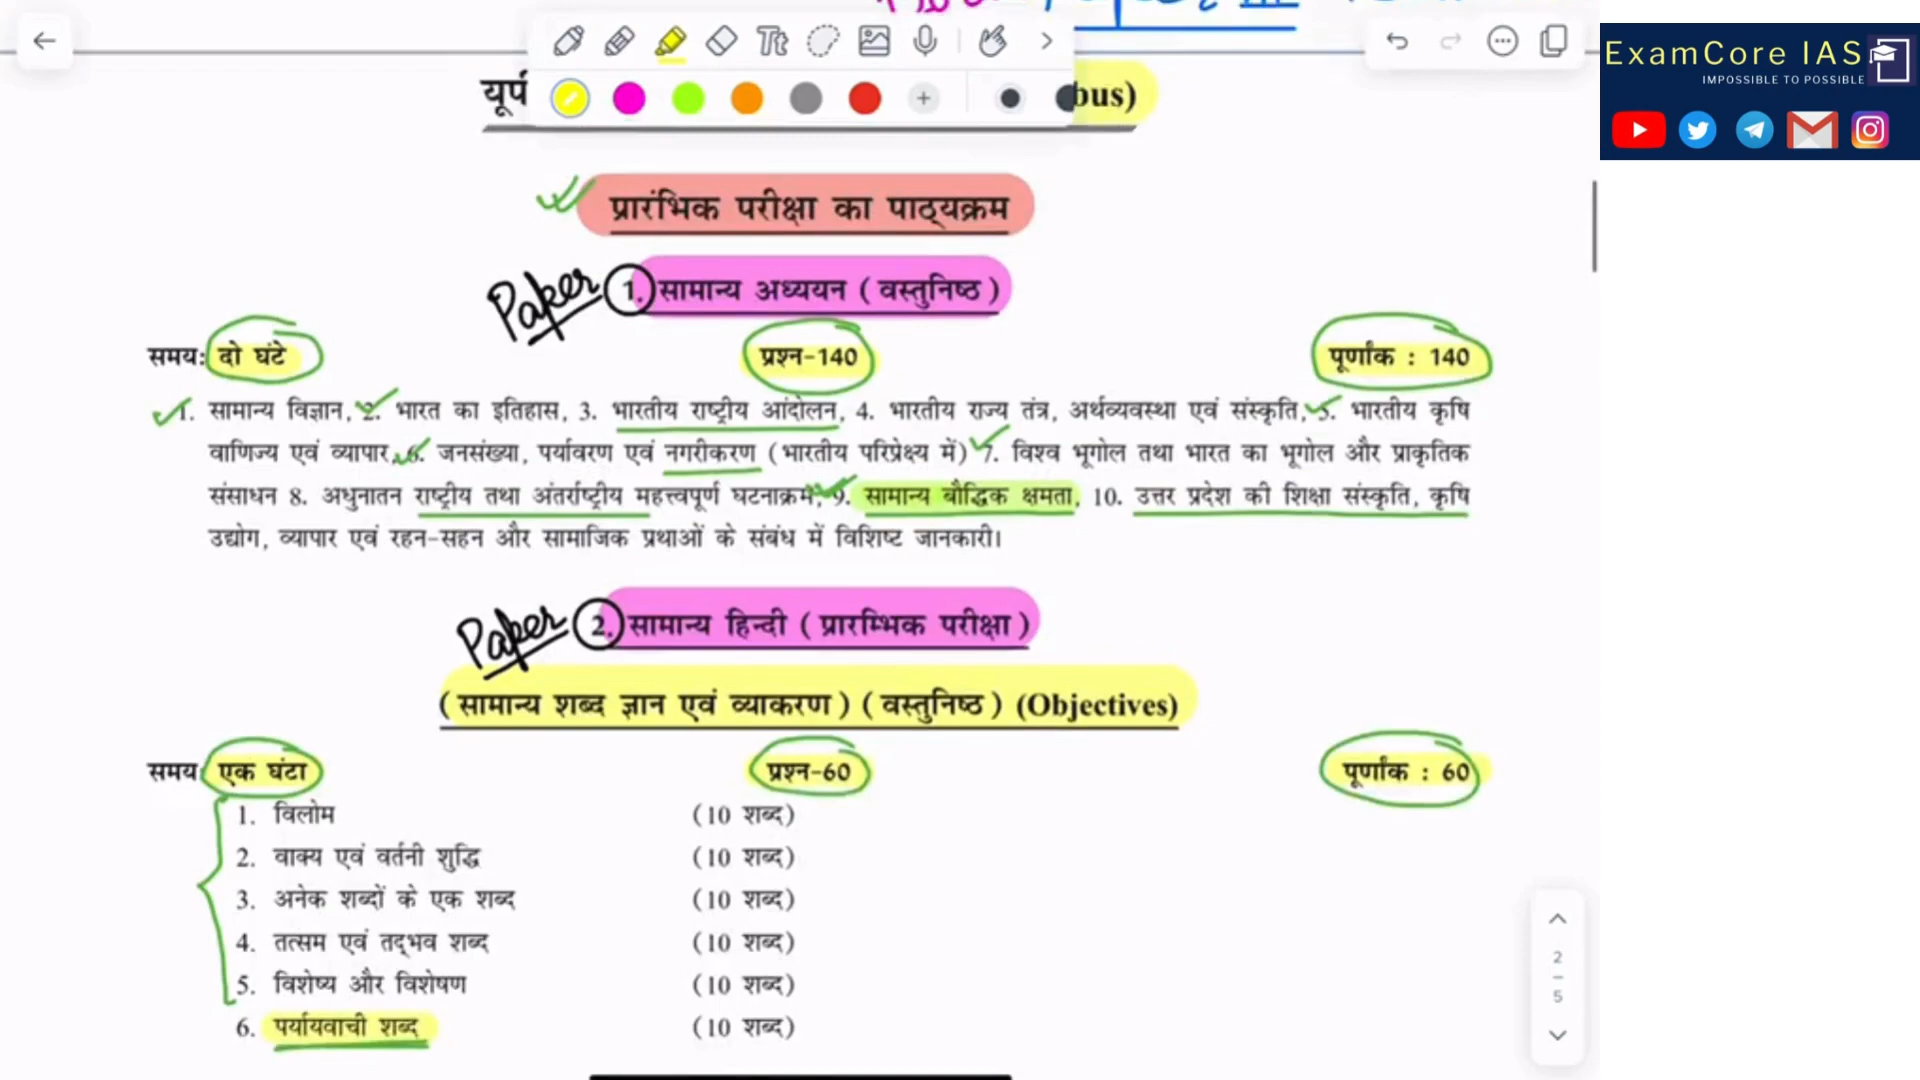 ExamCore IAS
IMPOSSIBLE TO POSSIBLE
Tt
यूपी bus)
प्रारंभिक परीक्षा का पाठ्यक्रम
Paper 1. सामान्य अध्ययन ( वस्तुनिष्ठ )
समय: दो घंटे प्रश्न-140 पूर्णांक : 140
1. सामान्य विज्ञान, 2. भारत का इतिहास, 3. भारतीय राष्ट्रीय आंदोलन, 4. भारतीय राज्य तंत्र, अर्थव्यवस्था एवं संस्कृति, 5. भारतीय कृषि
वाणिज्य एवं व्यापार, 6. जनसंख्या, पर्यावरण एवं नगरीकरण (भारतीय परिप्रेक्ष्य में) 7. विश्व भूगोल तथा भारत का भूगोल और प्राकृतिक
संसाधन 8. अधुनातन राष्ट्रीय तथा अंतर्राष्ट्रीय महत्त्वपूर्ण घटनाक्रम, 9. सामान्य बौद्धिक क्षमता, 10. उत्तर प्रदेश की शिक्षा संस्कृति, कृषि
उद्योग, व्यापार एवं रहन-सहन और सामाजिक प्रथाओं के संबंध में विशिष्ट जानकारी।
Paper 2. सामान्य हिन्दी ( प्रारम्भिक परीक्षा )
( सामान्य शब्द ज्ञान एवं व्याकरण ) ( वस्तुनिष्ठ ) (Objectives)
समय एक घंटा प्रश्न-60 पूर्णांक : 60
1. विलोम (10 शब्द)
2. वाक्य एवं वर्तनी शुद्धि (10 शब्द)
3. अनेक शब्दों के एक शब्द (10 शब्द)
4. तत्सम एवं तद्भव शब्द (10 शब्द)
5. विशेष्य और विशेषण (10 शब्द)
6. पर्यायवाची शब्द (10 शब्द)
2
5